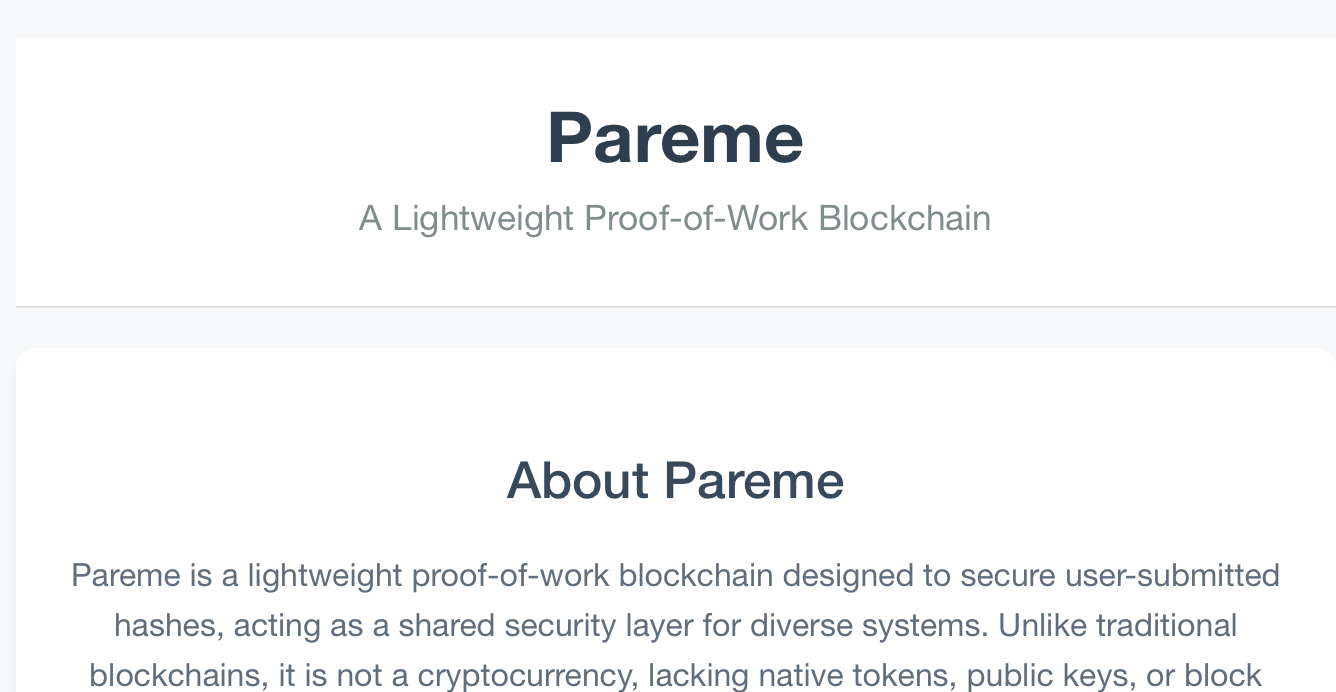 Pareme
A Lightweight Proof-of-Work Blockchain
About Pareme
Pareme is a lightweight proof-of-work blockchain designed to secure user-submitted
hashes, acting as a shared security layer for diverse systems. Unlike traditional
blockchains, it is not a cryptocurrency, lacking native tokens, public keys, or block